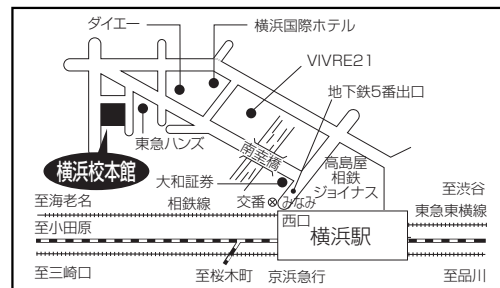 ダイエー
横浜国際ホテル
VIVRE21
地下鉄5番出口
東急ハンズ
南幸橋
横浜校本館
高島屋
相鉄
ジョイナス
大和証券
交番
みなみ
西口
横浜駅
至海老名
相鉄線
至渋谷
東急東横線
至小田原
至三崎口
至桜木町
京浜急行
至品川